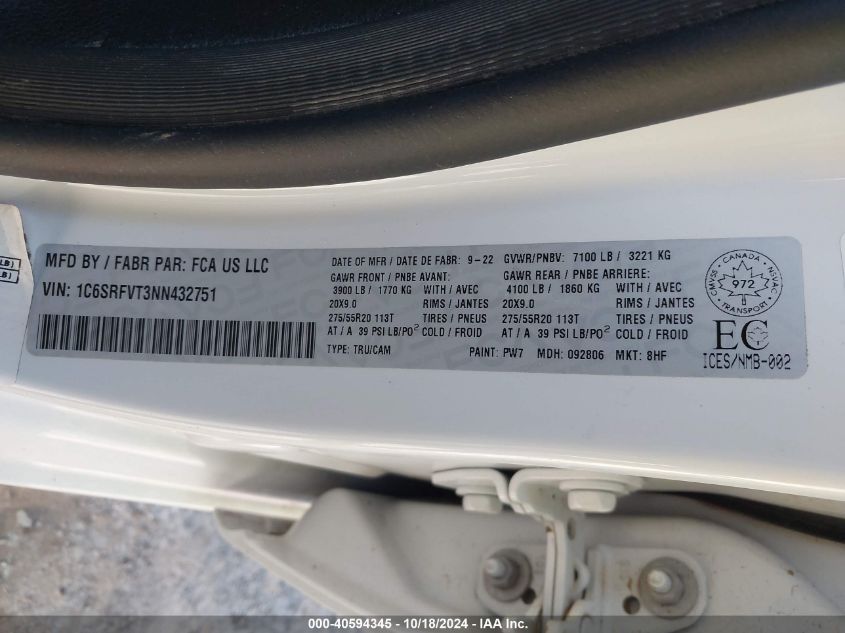 LB)
LB)
MFD BY / FABR PAR: FCA US LLC
VIN: 1C6SRFVT3NN432751
DATE OF MFR / DATE DE FABR: 9-22 GVWR/PNBV: 7100 LB / 3221 KG
GAWR FRONT / PNBE AVANT: GAWR REAR / PNBE ARRIERE:
3900 LB / 1770 KG WITH / AVEC 4100 LB / 1860 KG WITH / AVEC
20X9.0 RIMS / JANTES 20X9.0 RIMS / JANTES
275/55R20 113T TIRES / PNEUS 275/55R20 113T TIRES / PNEUS
AT / A 39 PSI LB/PO² COLD / FROID AT / A 39 PSI LB/PO² COLD / FROID
TYPE: TRU/CAM PAINT: PW7 MDH: 092806 MKT: 8HF
CMVSS CANADA NSVAC
972
TRANSPORT
EC
ICES/NMB-002
000-40594345 - 10/18/2024 - IAA Inc.